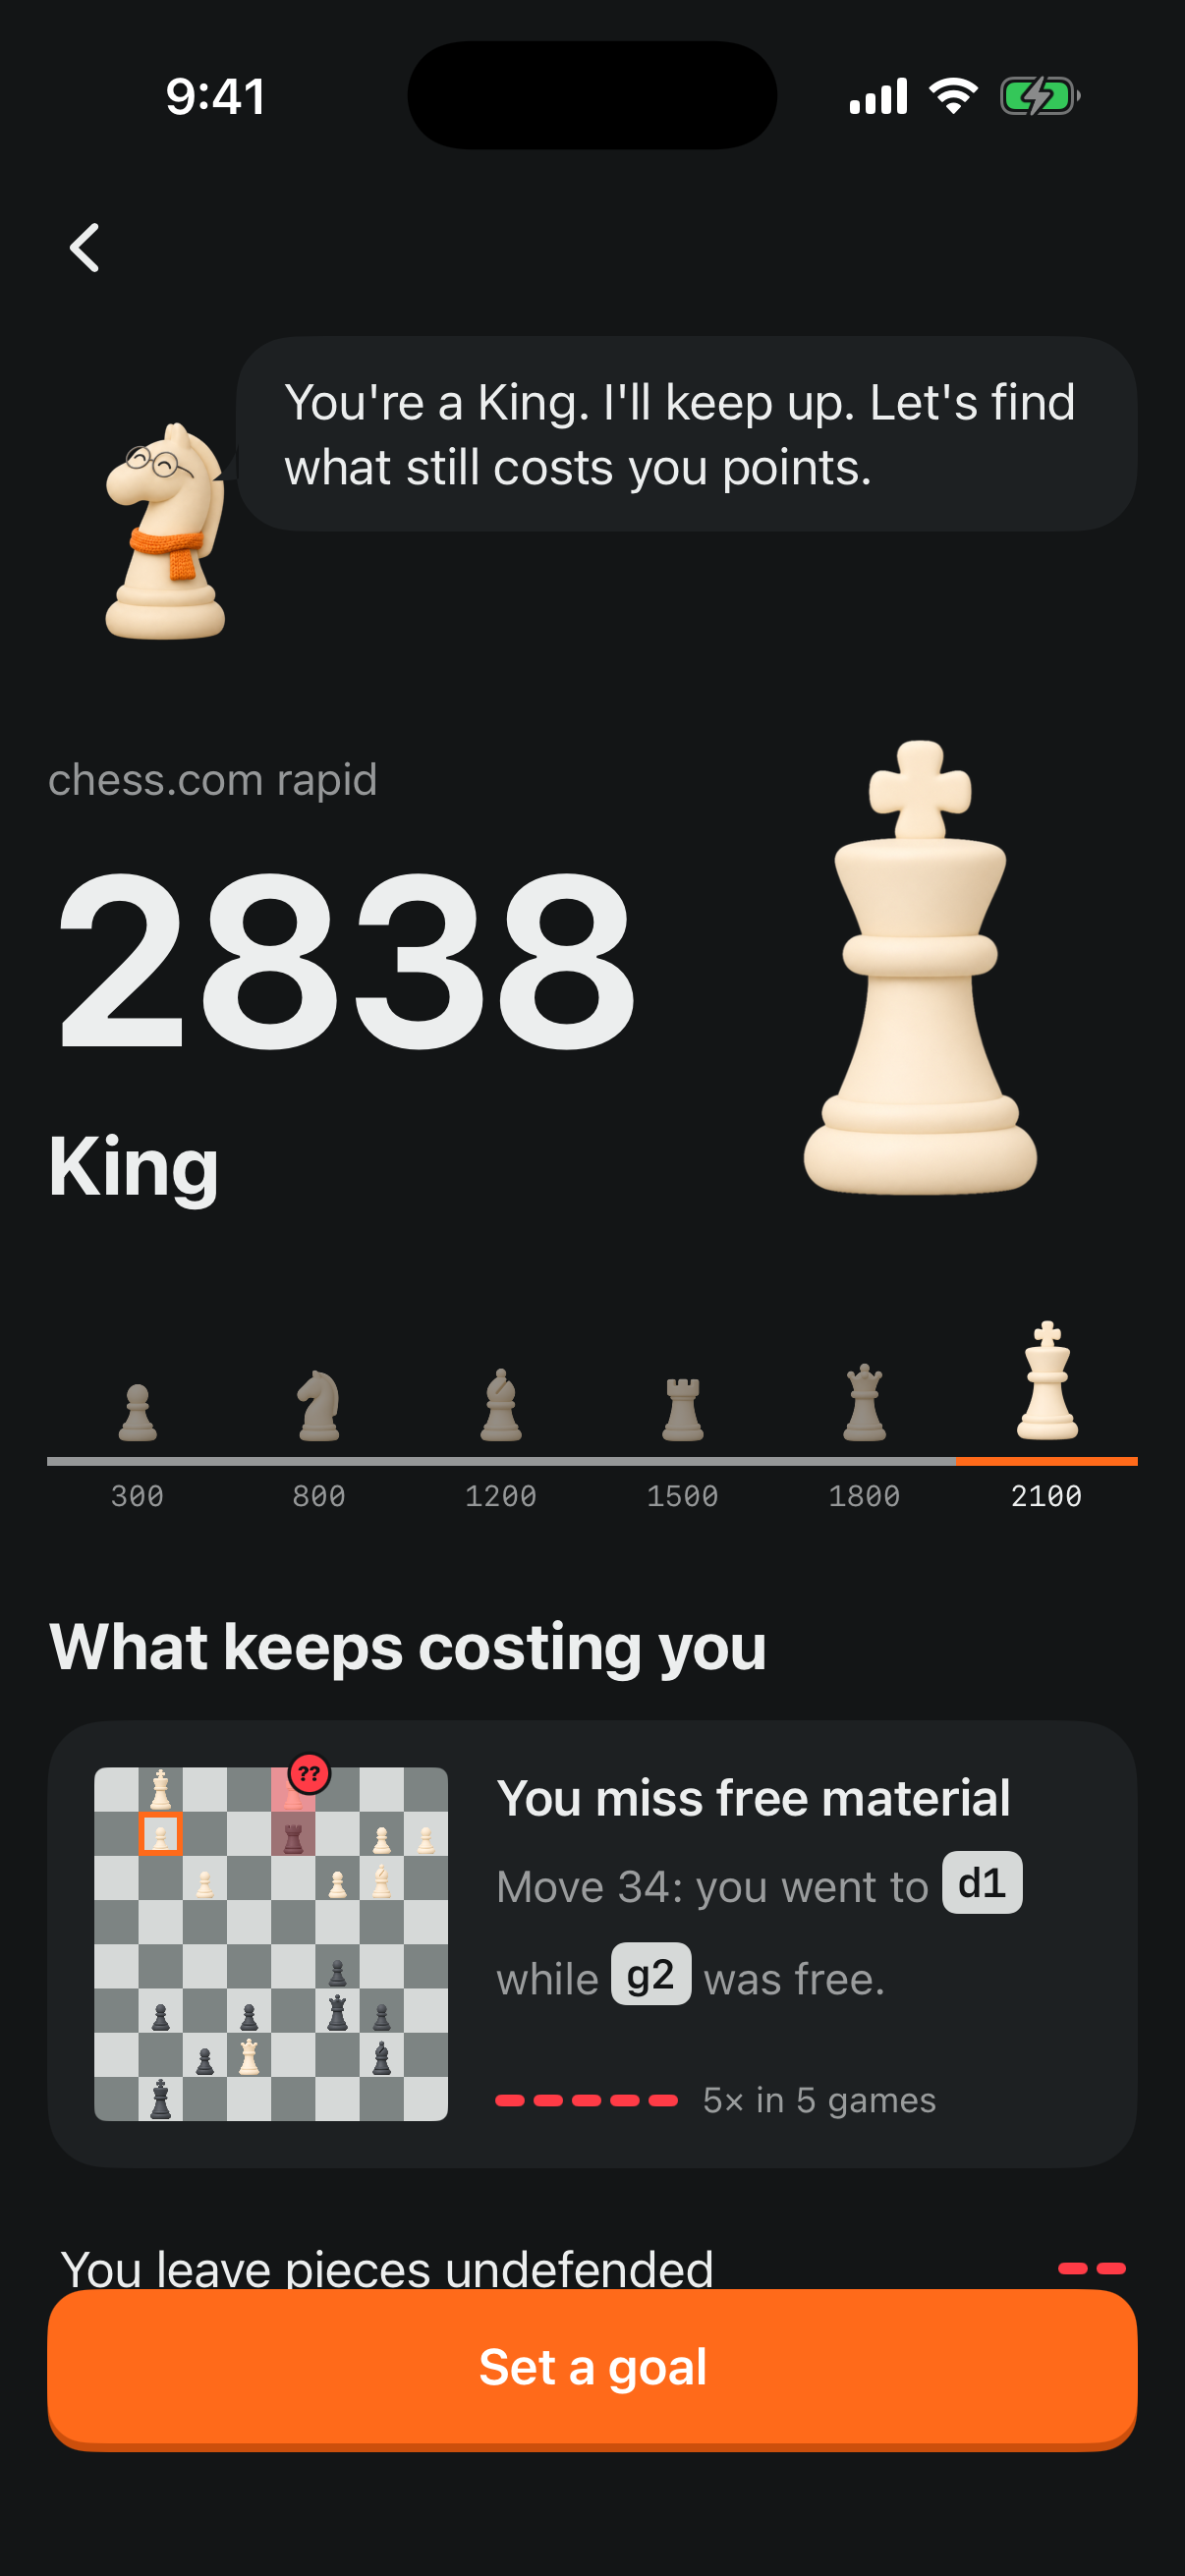 9:41
You're a King. I'll keep up. Let's find
what still costs you points.
chess.com rapid
2838
King
300 800 1200 1500 1800 2100
What keeps costing you
??
You miss free material
Move 34: you went to d1
while g2 was free.
5× in 5 games
You leave pieces undefended
Set a goal